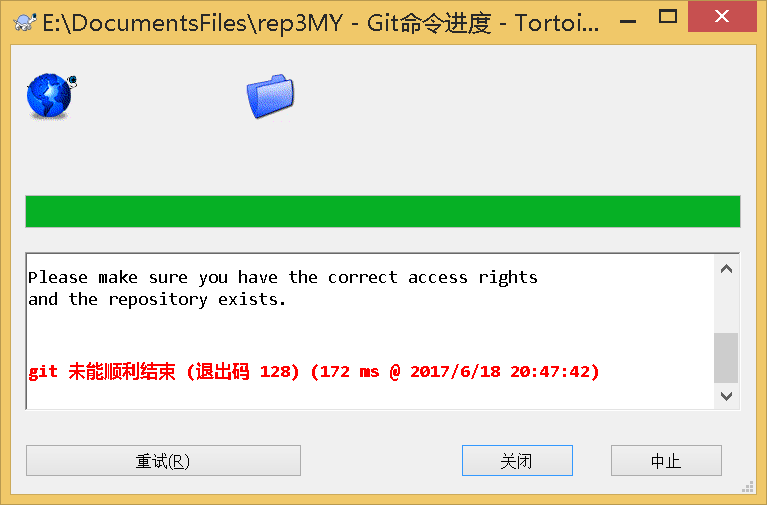 E:\DocumentsFiles\rep3MY - Git命令进度 - Tortoi...
Please make sure you have the correct access rights
and the repository exists.
git 未能顺利结束 (退出码 128) (172 ms @ 2017/6/18 20:47:42)
重试(R)
关闭
中止